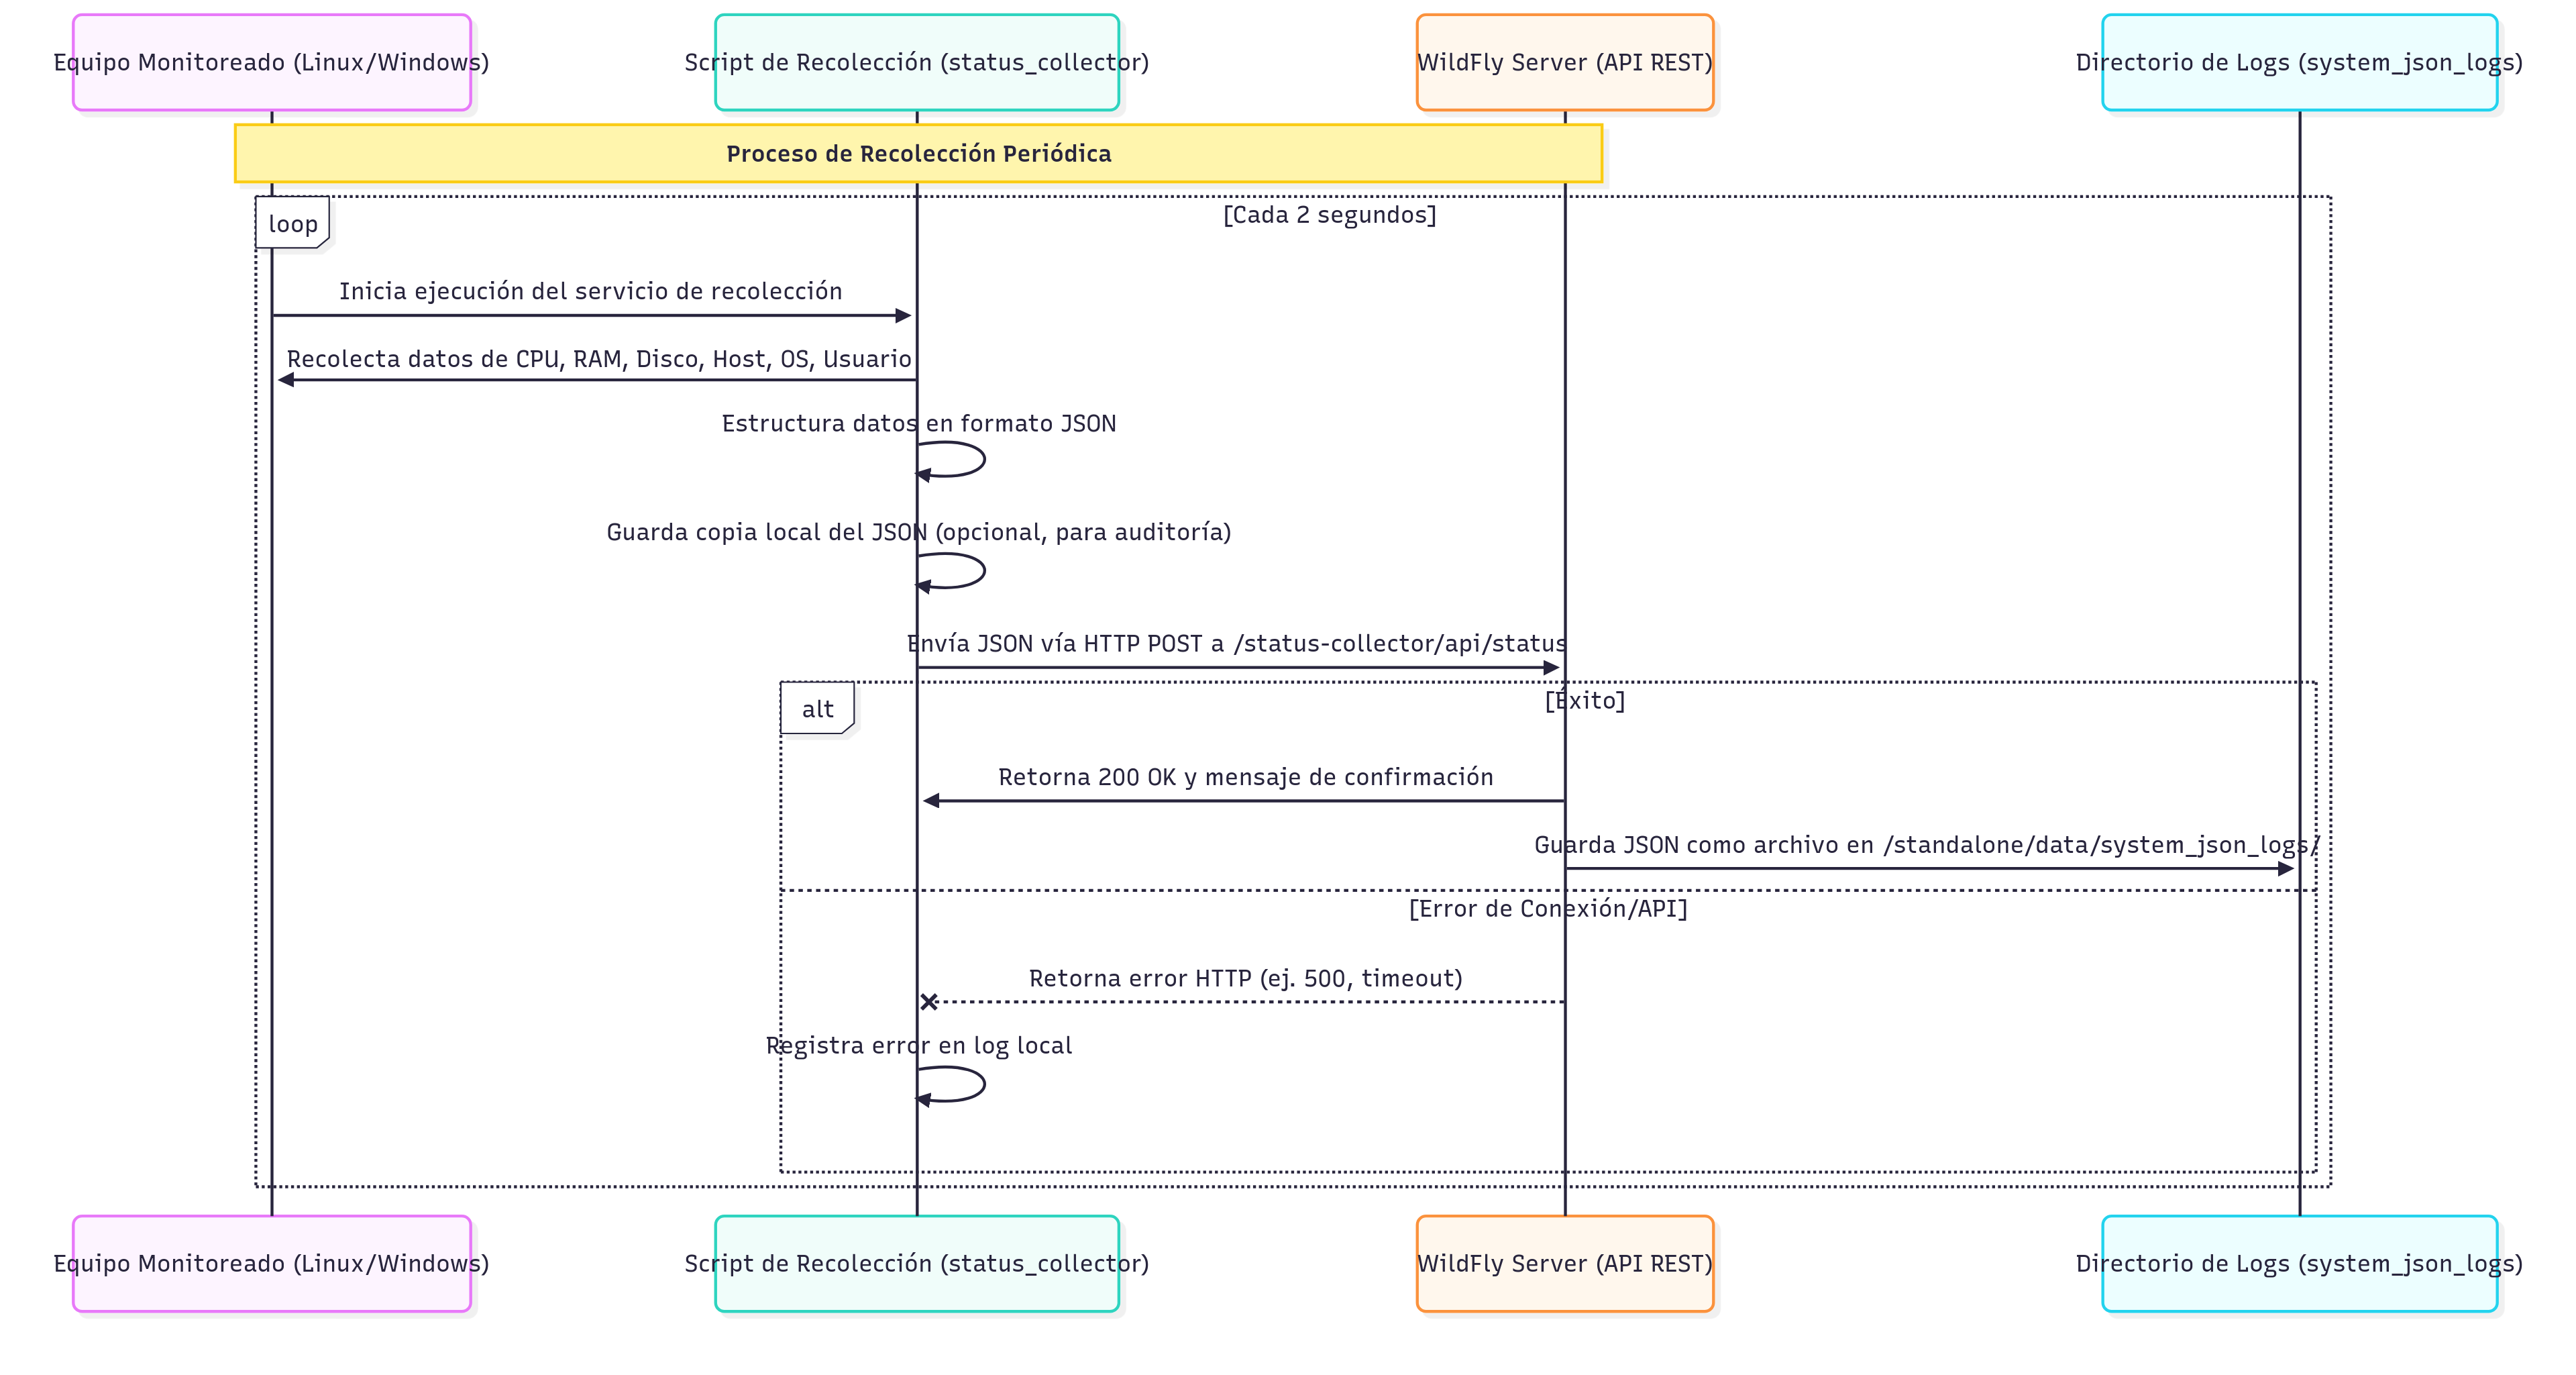 Equipo Monitoreado (Linux/Windows)
Script de Recolección (status_collector)
WildFly Server (API REST)
Directorio de Logs (system_json_logs)
Proceso de Recolección Periódica
loop
[Cada 2 segundos]
Inicia ejecución del servicio de recolección
Recolecta datos de CPU, RAM, Disco, Host, OS, Usuario
Estructura datos en formato JSON
Guarda copia local del JSON (opcional, para auditoría)
Envía JSON vía HTTP POST a /status-collector/api/status
alt
[Éxito]
Retorna 200 OK y mensaje de confirmación
Guarda JSON como archivo en /standalone/data/system_json_logs/
[Error de Conexión/API]
Retorna error HTTP (ej. 500, timeout)
Registra error en log local
Equipo Monitoreado (Linux/Windows)
Script de Recolección (status_collector)
WildFly Server (API REST)
Directorio de Logs (system_json_logs)